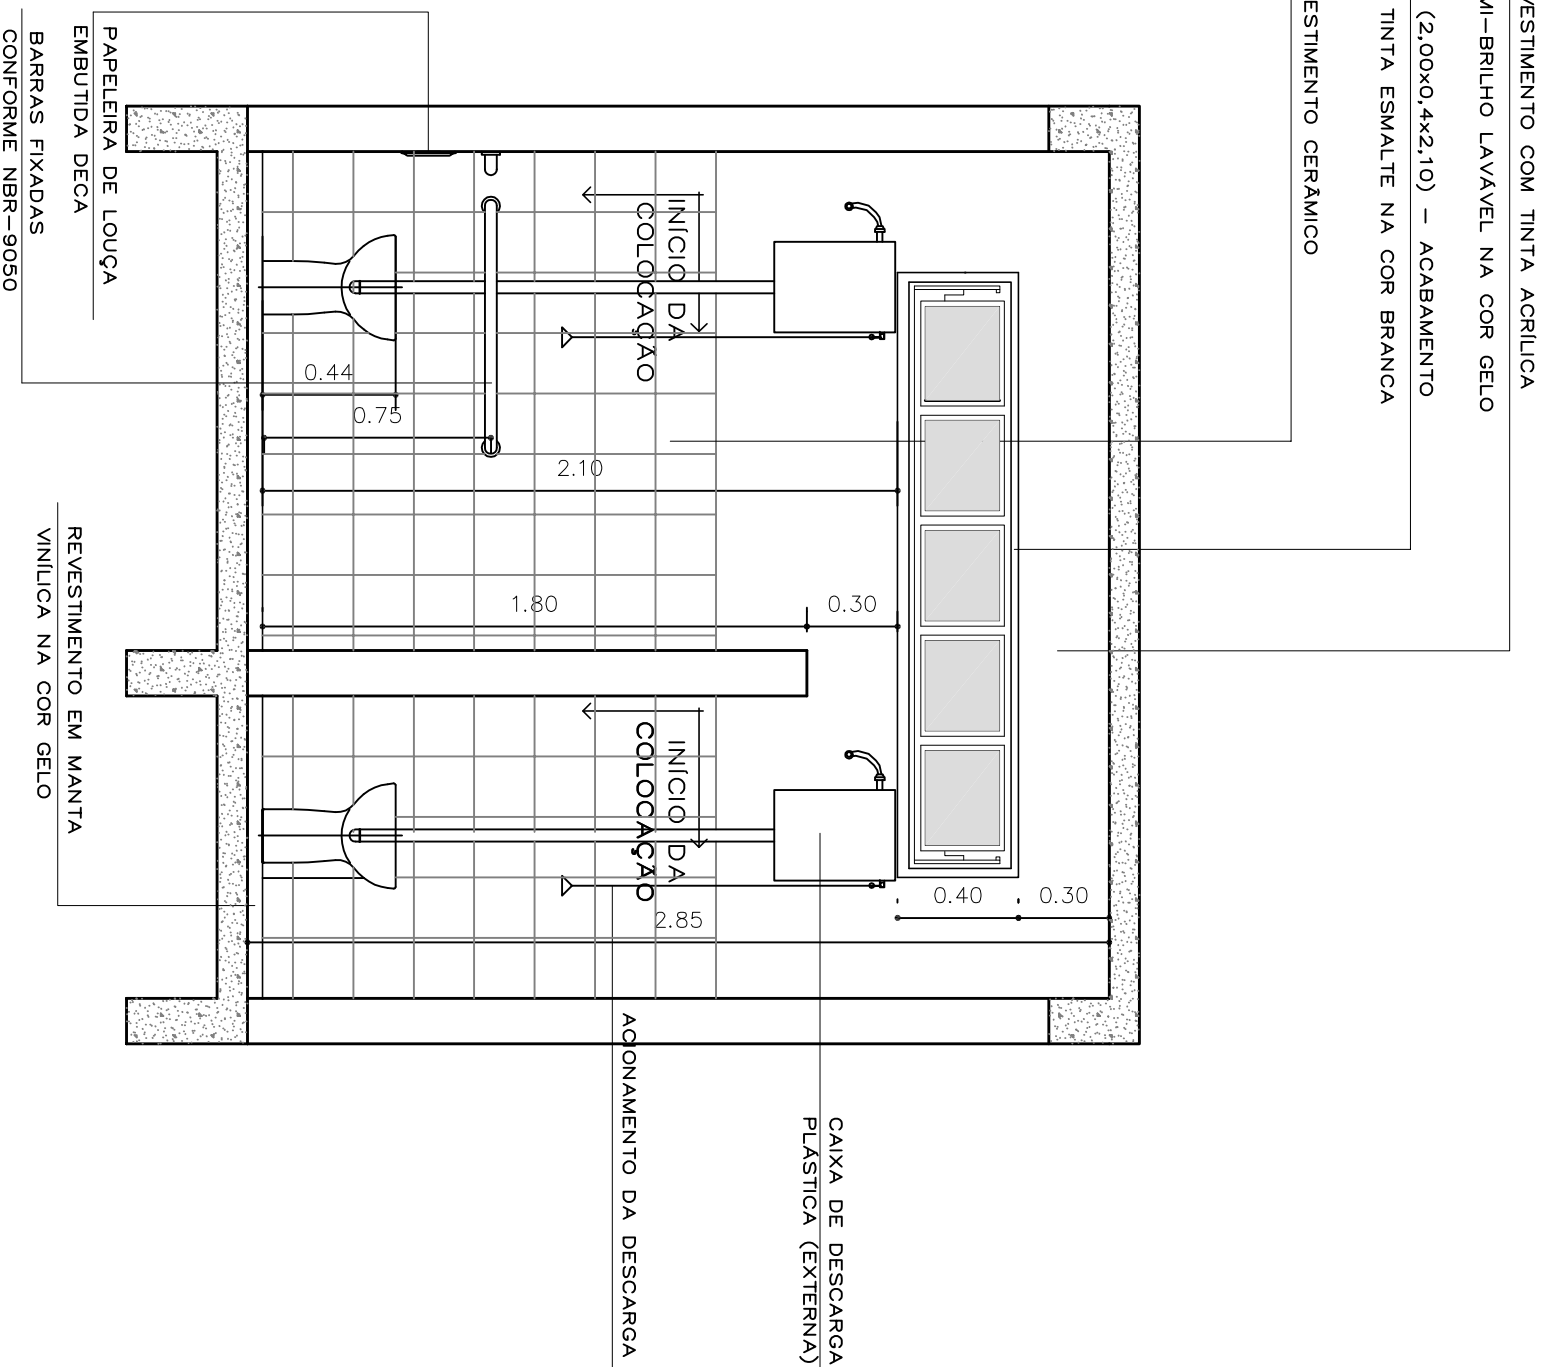 VESTIMENTO COM TINTA ACRÍLICA
MI-BRILHO LAVÁVEL NA COR GELO
(2,00x0,4x2,10) - ACABAMENTO
TINTA ESMALTE NA COR BRANCA
ESTIMENTO CERÂMICO
INÍCIO DA
COLOCAÇÃO
INÍCIO DA
COLOCAÇÃO
0.44
0.75
2.10
1.80
0.30
0.40
0.30
2.85
CAIXA DE DESCARGA
PLÁSTICA (EXTERNA)
ACIONAMENTO DA DESCARGA
PAPELEIRA DE LOUÇA
EMBUTIDA DECA
BARRAS FIXADAS
CONFORME NBR-9050
REVESTIMENTO EM MANTA
VINÍLICA NA COR GELO